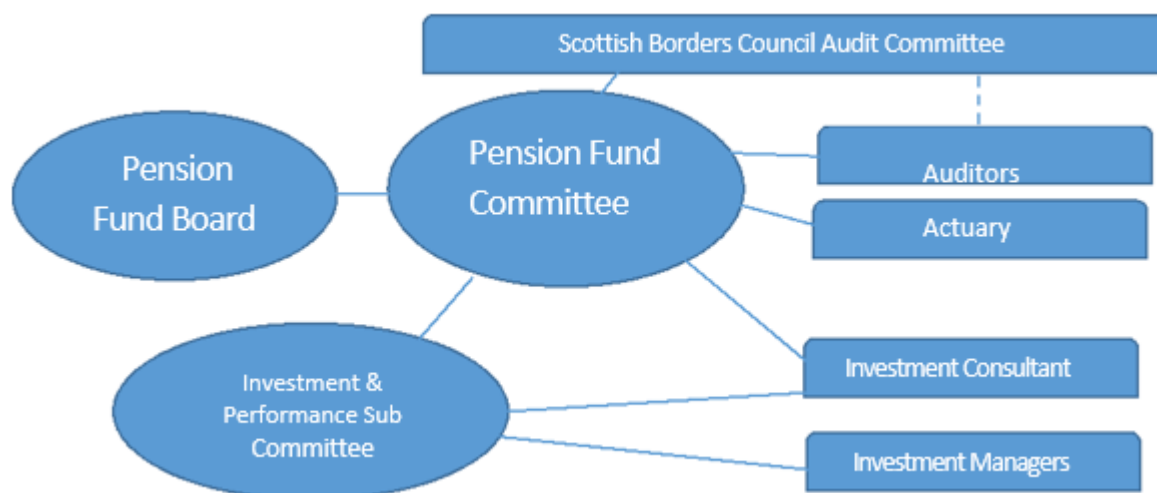 Scottish Borders Council Audit Committee
Pension
Fund Board
Pension Fund
Committee
Auditors
Actuary
Investment &
Performance Sub
Committee
Investment Consultant
Investment Managers